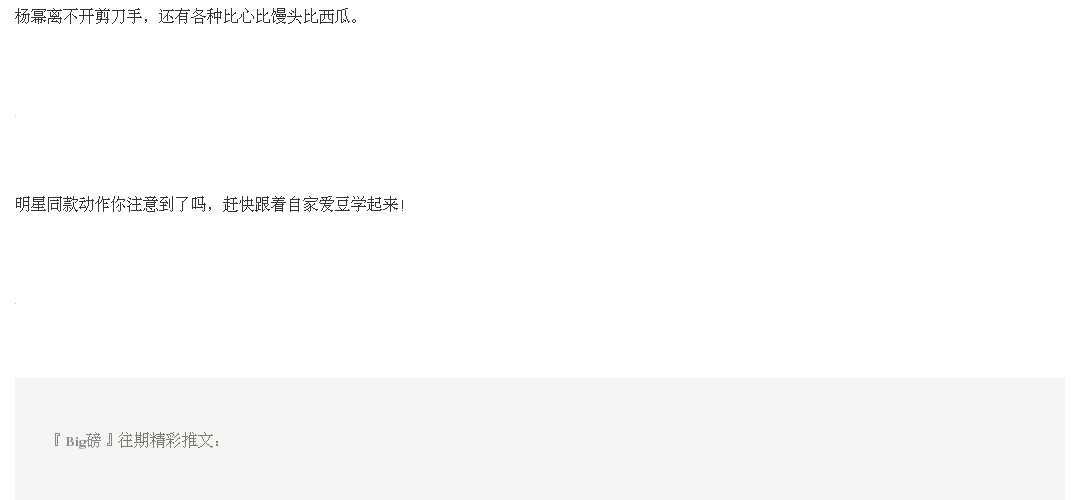 杨幂离不开剪刀手，还有各种比心比馒头比西瓜。
明星同款动作你注意到了吗，赶快跟着自家爱豆学起来！
『 Big磅 』往期精彩推文：